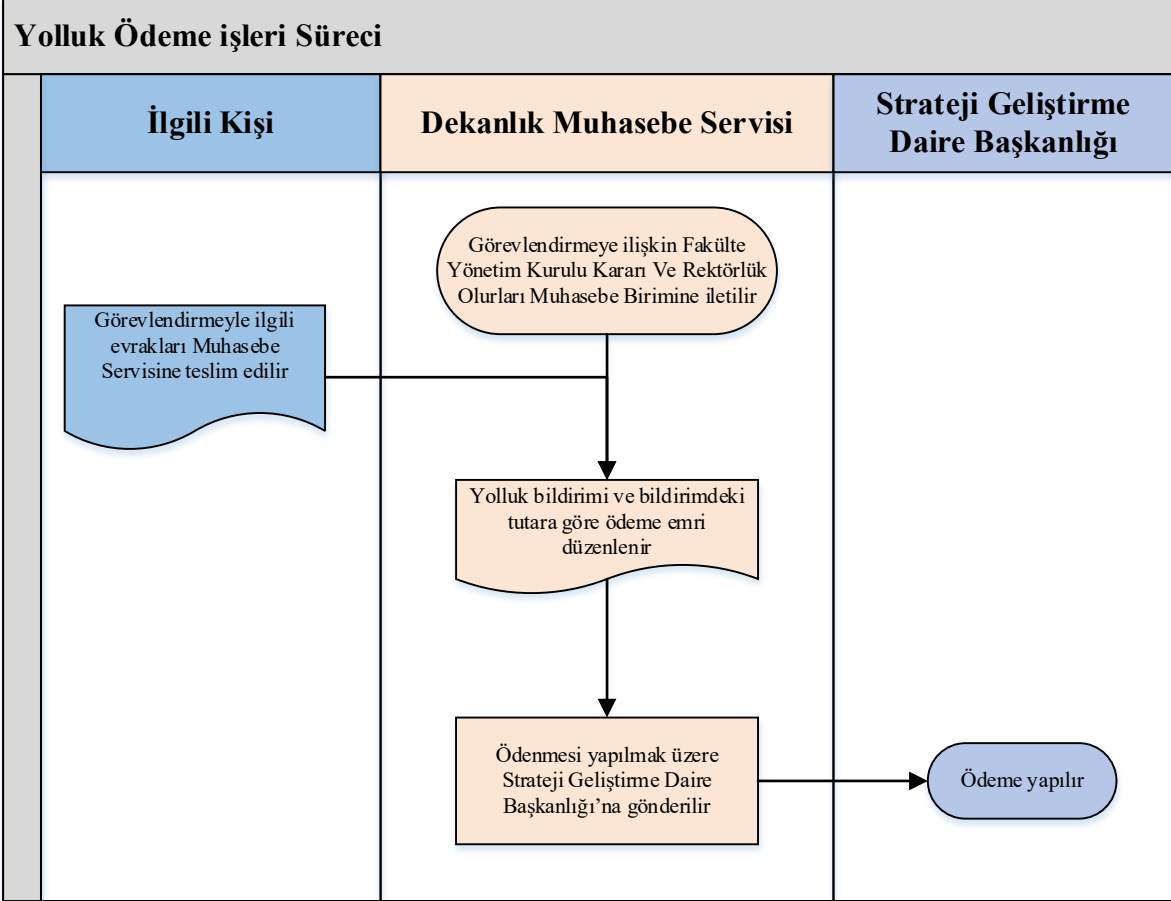 Yolluk Ödeme işleri Süreci
İlgili Kişi
Dekanlık Muhasebe Servisi
Strateji Geliştirme
Daire Başkanlığı
Görevlendirmeye ilişkin Fakülte
Yönetim Kurulu Kararı Ve Rektörlük
Olurları Muhasebe Birimine iletilir
Görevlendirmeyle ilgili
evrakları Muhasebe
Servisine teslim edilir
Yolluk bildirimi ve bildirimdeki
tutara göre ödeme emri
düzenlenir
Ödenmesi yapılmak üzere
Strateji Geliştirme Daire
Başkanlığı’na gönderilir
Ödeme yapılır